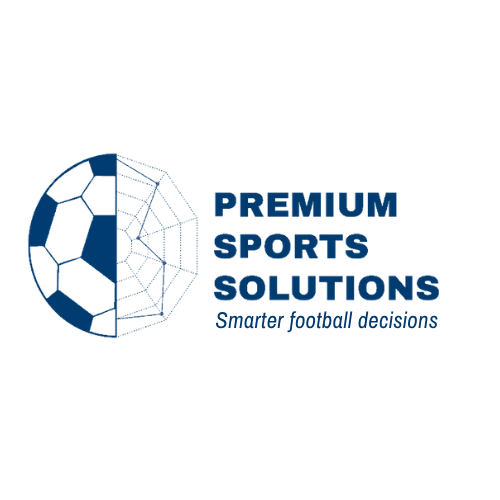 PREMIUM
SPORTS
SOLUTIONS
Smarter football decisions